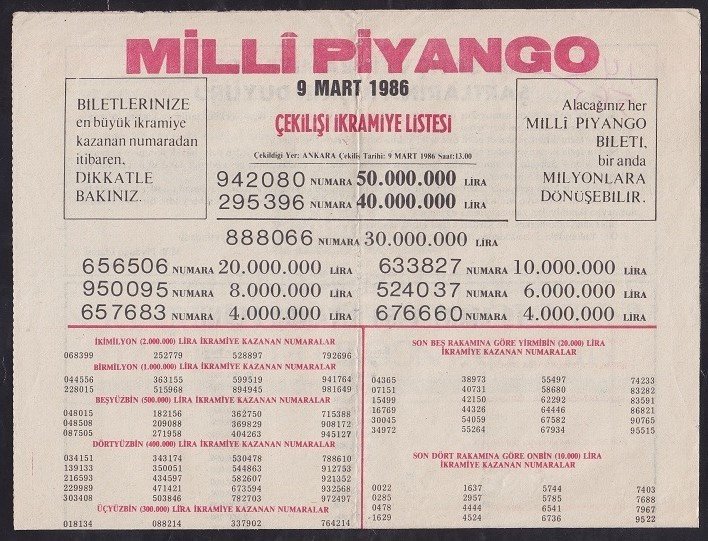 MİLLÎ PİYANGO
9 MART 1986
ÇEKİLİŞİ İKRAMİYE LİSTESİ
BİLETLERİNIZE
en büyük ikramiye
kazanan numaradan
itibaren,
DIKKATLE
BAKINIZ.
Çekildigi Yer: ANKARA Çekiliş Tarihi: 9 MART 1986 Saat:13.00
Alacağınız her
MİLLİ PİYANGO
BİLETİ,
bir anda
MİLYONLARA
DÖNÜŞEBİLİR.
942080 NUMARA 50.000.000 LİRA
295396 NUMARA 40.000.000 LİRA
888066 NUMARA 30.000.000 LİRA
656506 NUMARA 20.000.000 LİRA 633827 NUMARA 10.000.000 LİRA
950095 NUMARA 8.000.000 LİRA 524037 NUMARA 6.000.000 LİRA
657683 NUMARA 4.000.000 LİRA 676660 NUMARA 4.000.000 LİRA
İKİMİLYON (2.000.000) LİRA İKRAMİYE KAZANAN NUMARALAR
068399 252779 528897 792696
BİRMİLYON (1.000.000) LİRA İKRAMİYE KAZANAN NUMARALAR
044556 363155 599519 941764
228015 515968 894945 981649
BEŞYÜZBİN (500.000) LİRA İKRAMİYE KAZANAN NUMARALAR
048015 182156 362750 715388
048508 209088 369829 908172
087505 271958 404263 945127
DÖRTYÜZBİN (400.000) LİRA İKRAMİYE KAZANAN NUMARALAR
034151 343174 530478 788610
139133 350051 544863 912753
216593 434597 582607 921352
229989 471421 673594 932568
303408 503846 782703 972497
ÜÇYÜZBİN (300.000) LİRA İKRAMİYE KAZANAN NUMARALAR
018134 088214 337902 764214
SON BEŞ RAKAMINA GÖRE YİRMİBİN (20.000) LİRA
İKRAMİYE KAZANAN NUMARALAR
04365 38973 55497 74233
07151 40731 58680 83282
15499 42150 62292 83591
16769 44326 64446 86821
30045 54059 67582 90765
34972 55264 67934 95515
SON DÖRT RAKAMINA GÖRE ONBİN (10.000) LİRA
İKRAMİYE KAZANAN NUMARALAR
0022 1637 5744 7403
0285 2957 5785 7688
0478 4444 6541 7967
-1629 4524 6736 9522